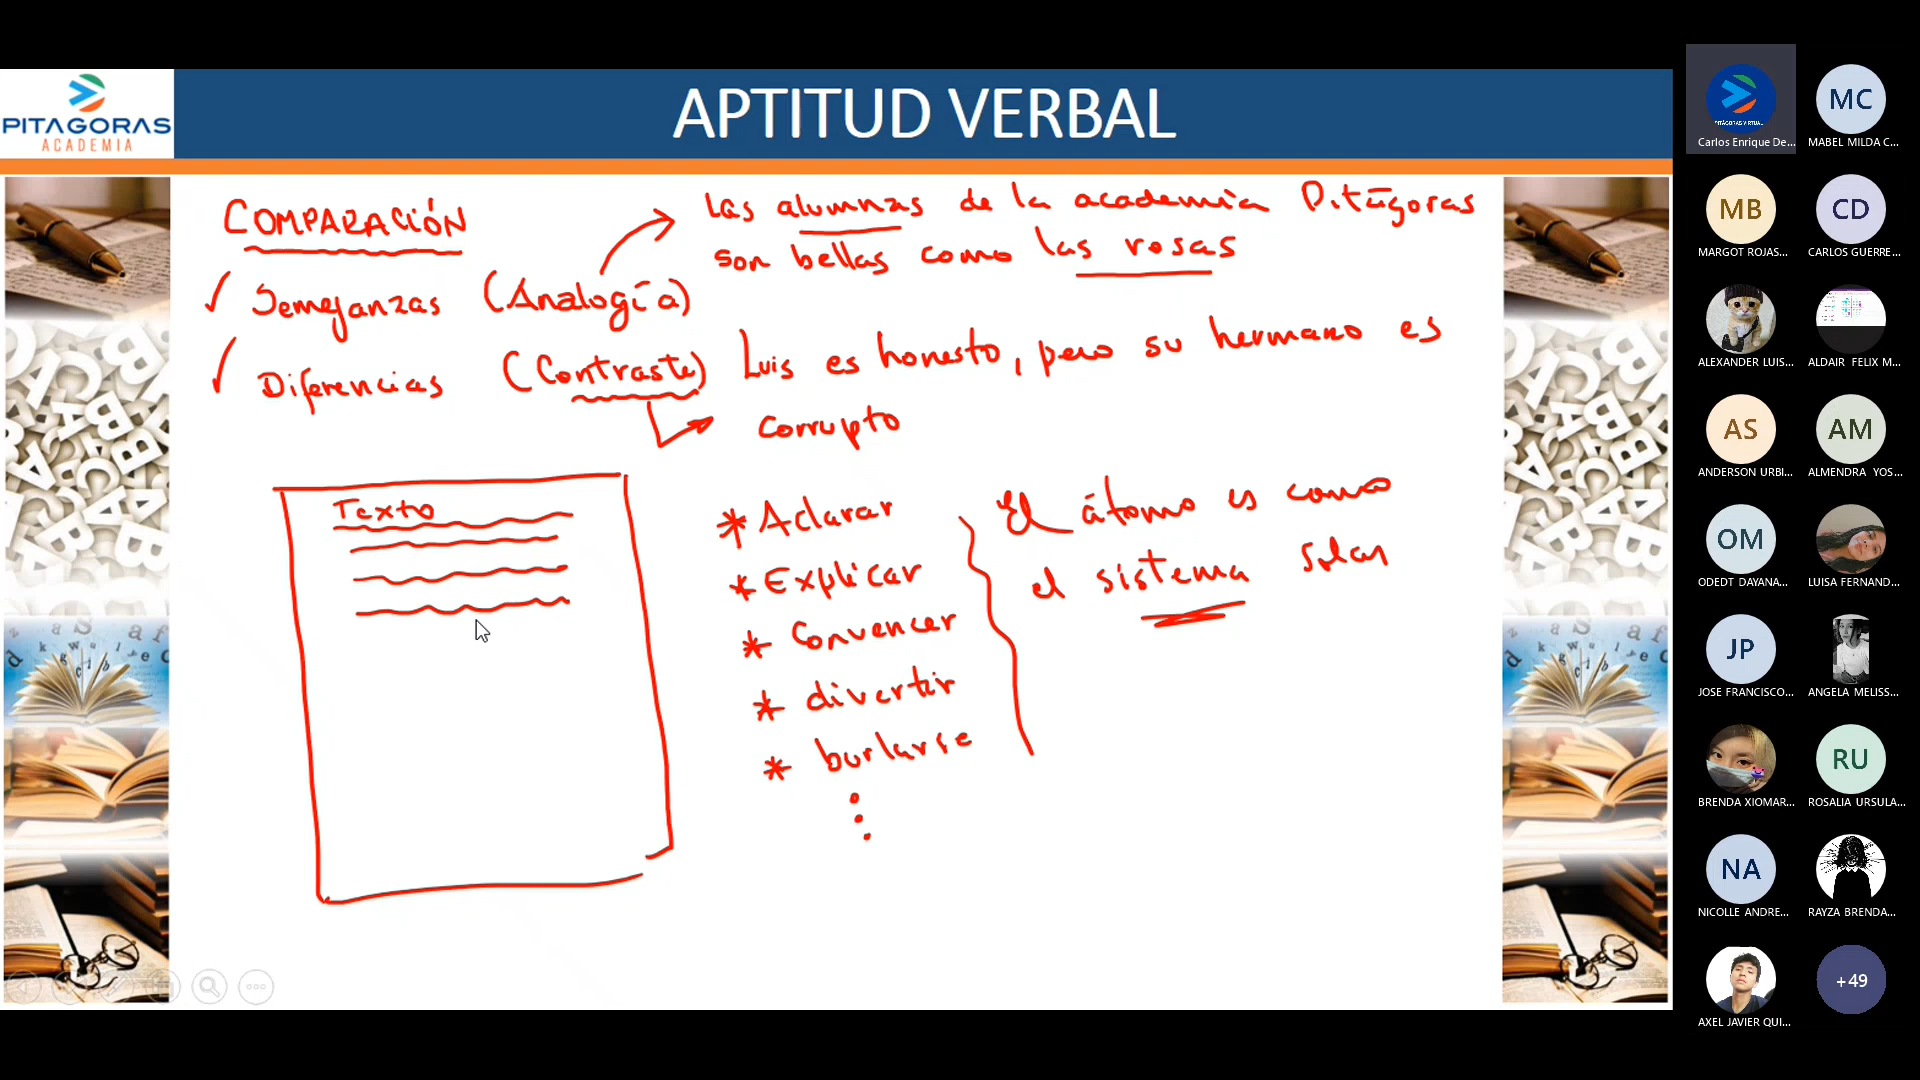 PITAGORAS
ACADEMIA
APTITUD VERBAL
COMPARACIÓN
Las alumnas de la academia Pitágoras
son bellas como las rosas
Semejanzas (Analogía)
Diferencias (Contraste) Luis es honesto, pero su hermano es
corrupto
Texto
* Aclarar
* Explicar
* Convencer
* divertir
* burlarse
El átomo es como
el sistema solar
PITÁGORAS VIRTUAL
Carlos Enrique De...
MC
MABEL MILDA C...
MB
MARGOT ROJAS...
CD
CARLOS GUERRE...
ALEXANDER LUIS...
ALDAIR FELIX M...
AS
ANDERSON URBI...
AM
ALMENDRA YOS...
OM
ODEDT DAYANA...
LUISA FERNAND...
JP
JOSE FRANCISCO...
ANGELA MELISS...
BRENDA XIOMAR...
RU
ROSALIA URSULA...
NA
NICOLLE ANDRE...
RAYZA BRENDA...
AXEL JAVIER QUI...
+49